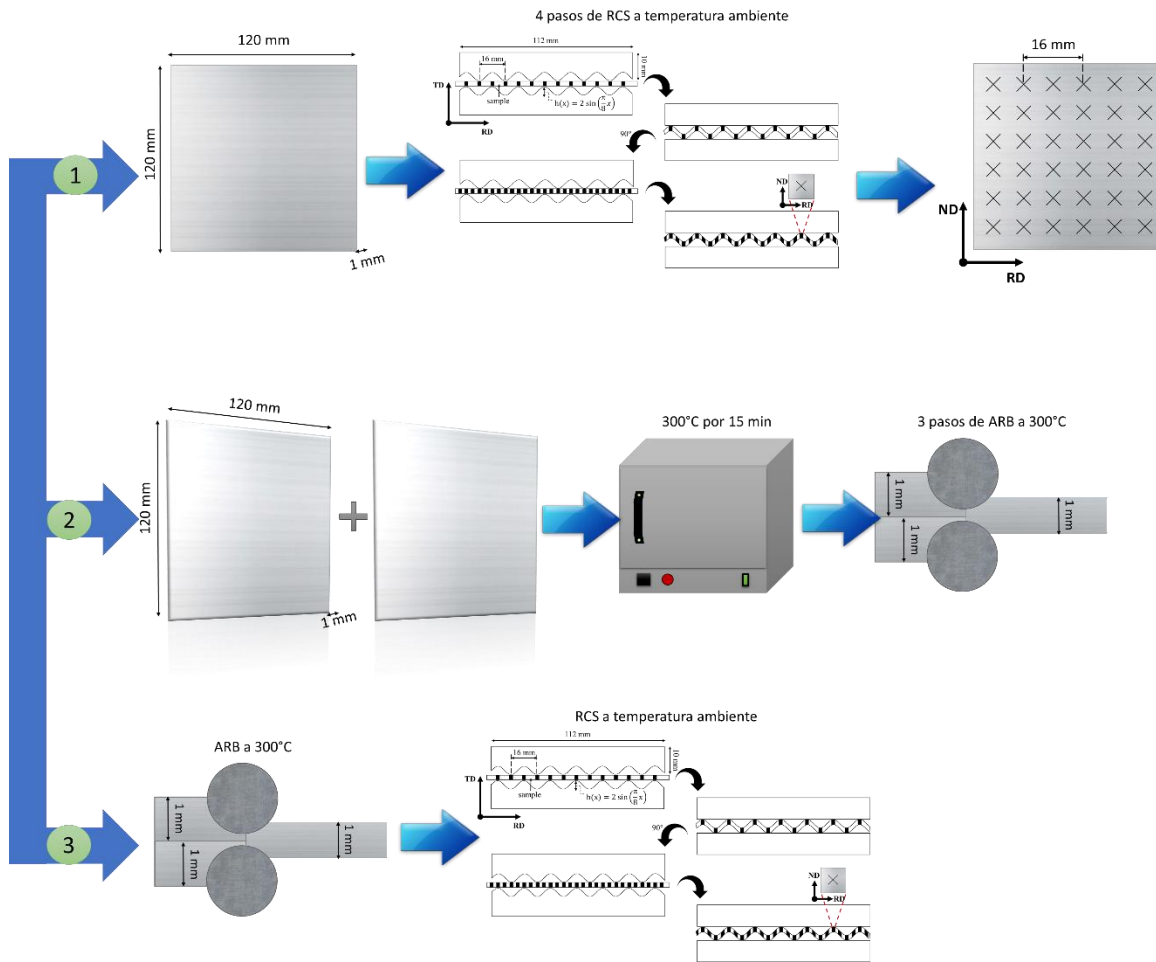 4 pasos de RCS a temperatura ambiente
120 mm
120 mm
1 mm
1
112 mm
16 mm
10 mm
TD
sample
h(x) = 2 sin (π/8 x)
RD
90°
ND
RD
16 mm
ND
RD
2
120 mm
120 mm
1 mm
+
300°C por 15 min
3 pasos de ARB a 300°C
1 mm
1 mm
1 mm
3
ARB a 300°C
1 mm
1 mm
1 mm
RCS a temperatura ambiente
112 mm
16 mm
10 mm
TD
sample
h(x) = 2 sin (π/8 x)
RD
90°
ND
RD